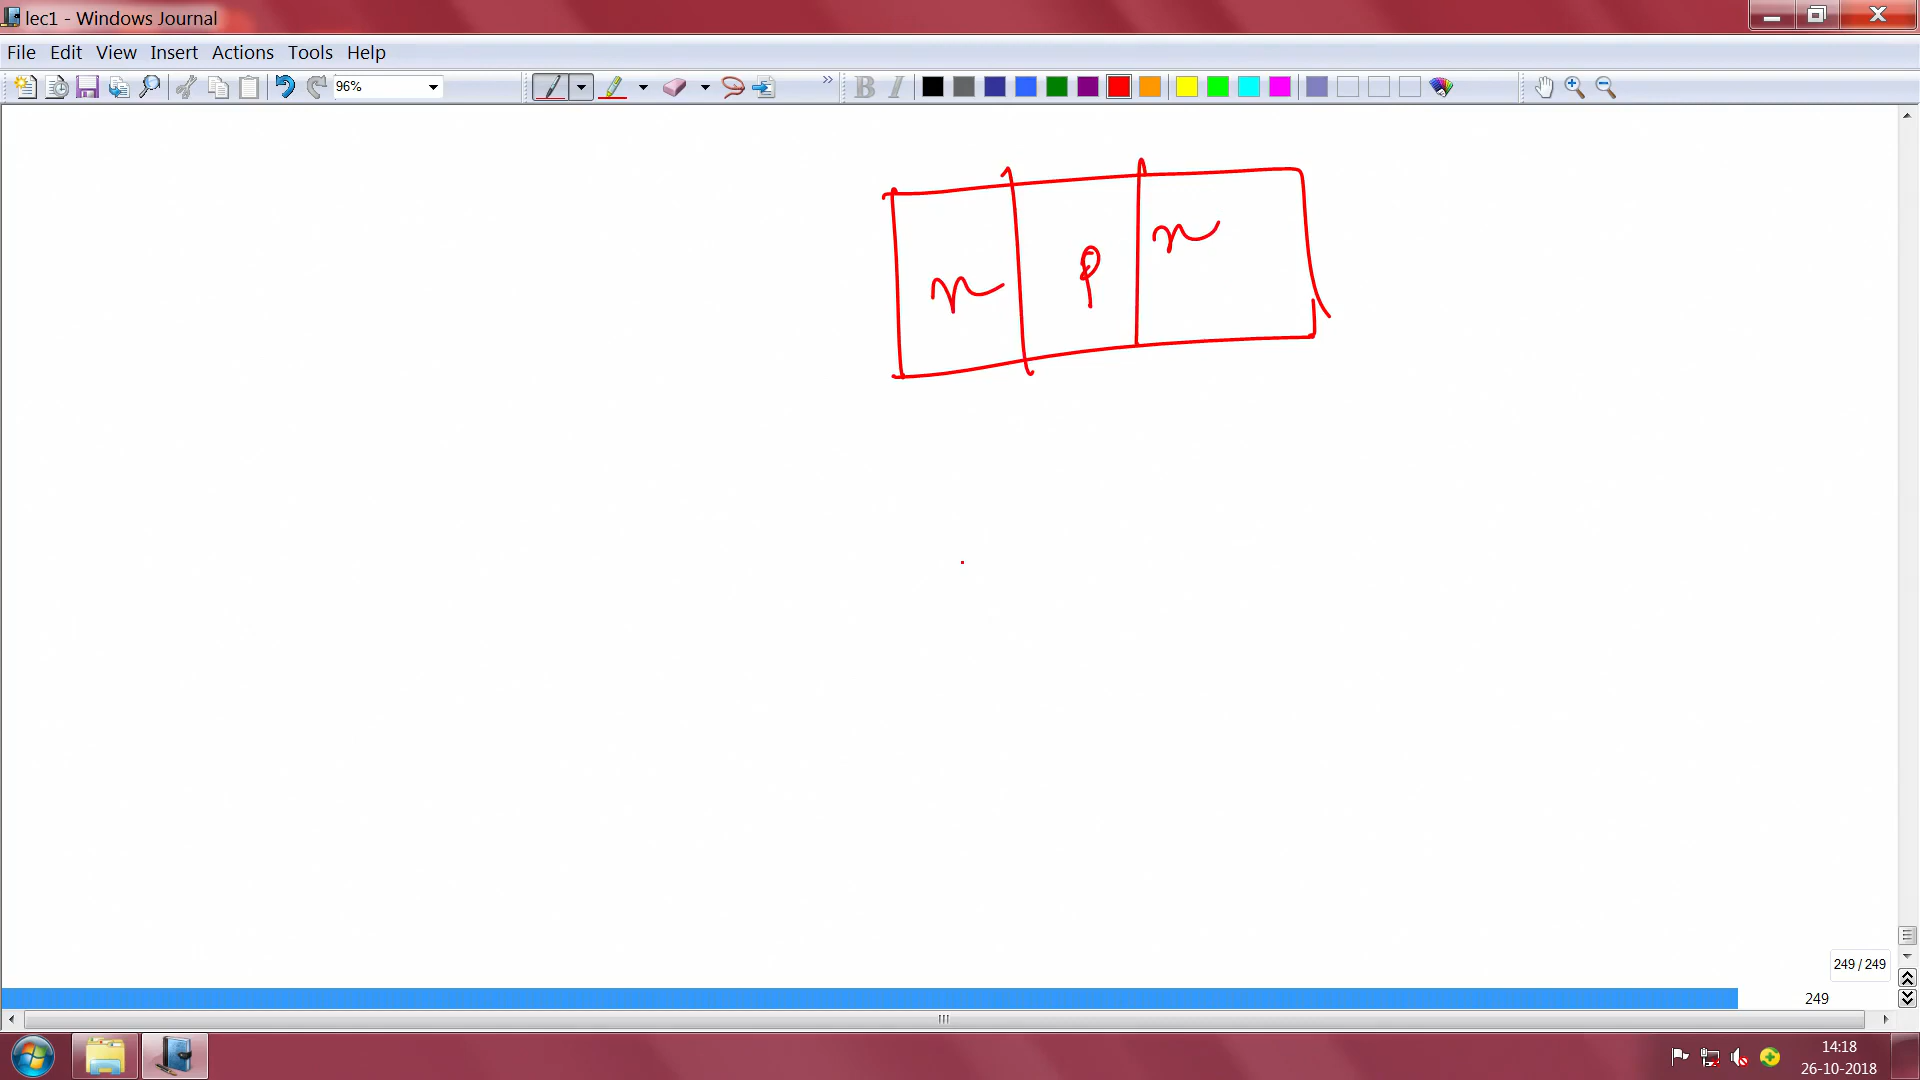 lec1 - Windows Journal
File Edit View Insert Actions Tools Help
96% B I
n p n
249 / 249
249
14:18
26-10-2018